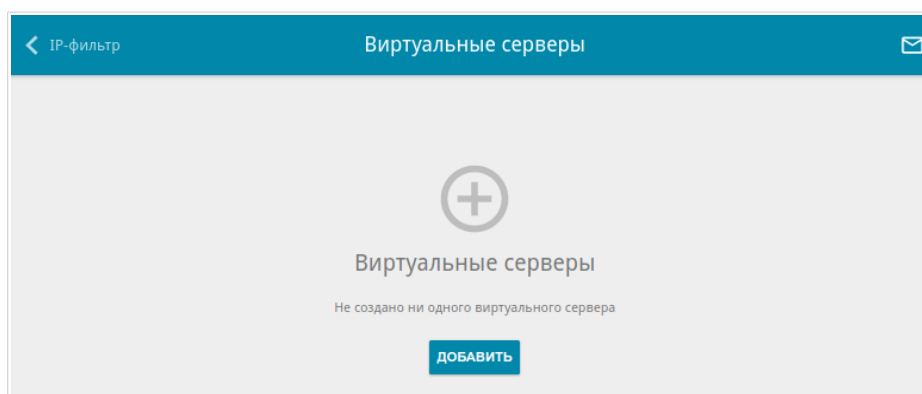 IP-фильтр
Виртуальные серверы
Виртуальные серверы
Не создано ни одного виртуального сервера
ДОБАВИТЬ